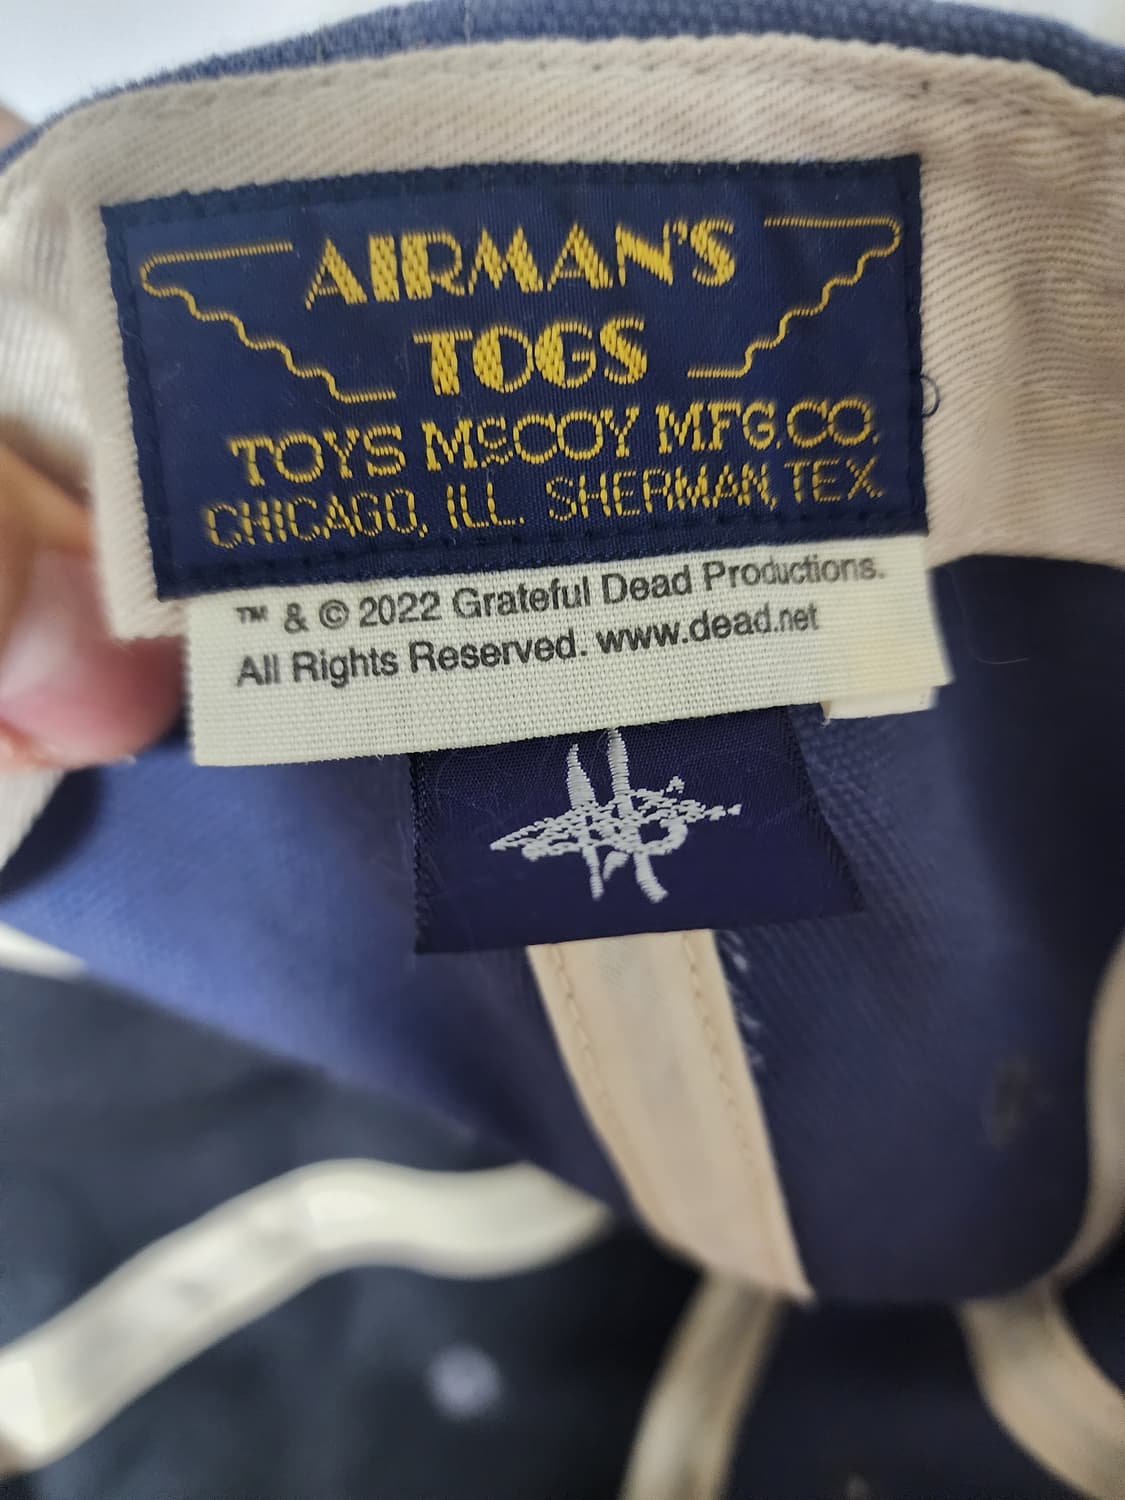 AIRMAN'S
TOGS
TOYS McCOY MFG.CO.
CHICAGO, ILL. SHERMAN, TEX.
™ & © 2022 Grateful Dead Productions.
All Rights Reserved. www.dead.net